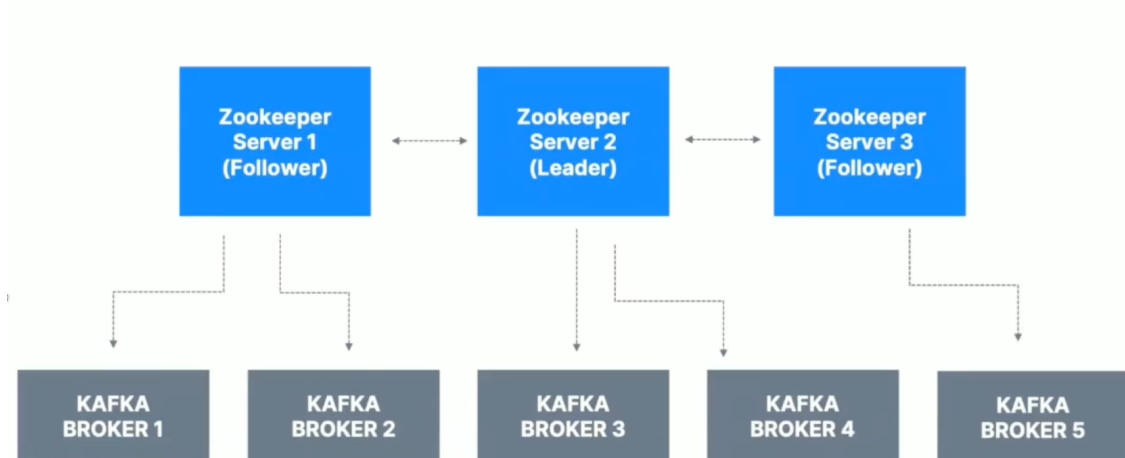 Zookeeper
Server 1
(Follower)
Zookeeper
Server 2
(Leader)
Zookeeper
Server 3
(Follower)
KAFKA
BROKER 1
KAFKA
BROKER 2
KAFKA
BROKER 3
KAFKA
BROKER 4
KAFKA
BROKER 5